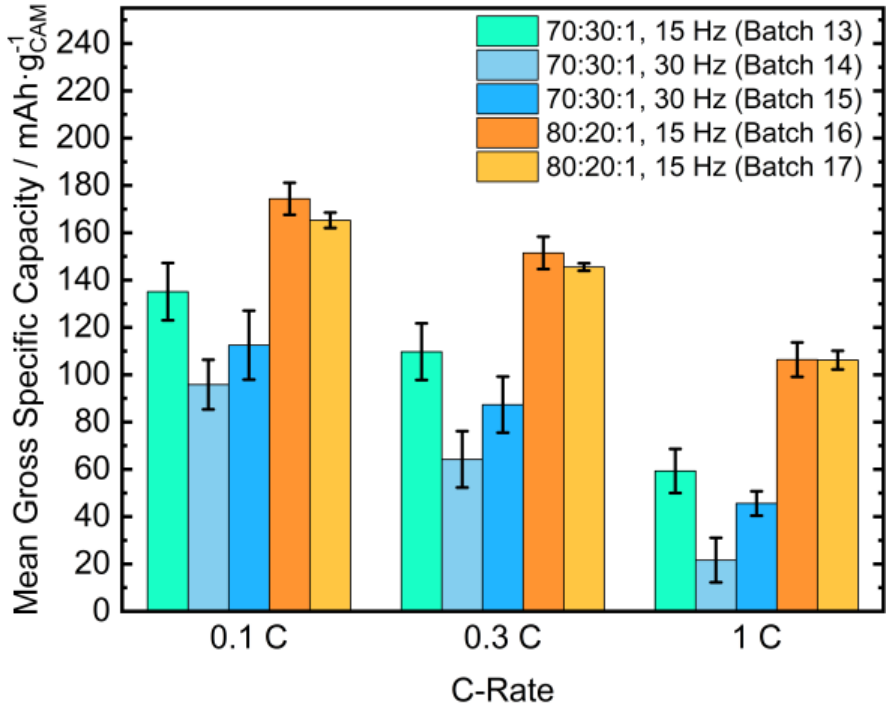 Mean Gross Specific Capacity / mAh·g⁻¹CAM
240
220
200
180
160
140
120
100
80
60
40
20
0
70:30:1, 15 Hz (Batch 13)
70:30:1, 30 Hz (Batch 14)
70:30:1, 30 Hz (Batch 15)
80:20:1, 15 Hz (Batch 16)
80:20:1, 15 Hz (Batch 17)
0.1 C 0.3 C 1 C
C-Rate